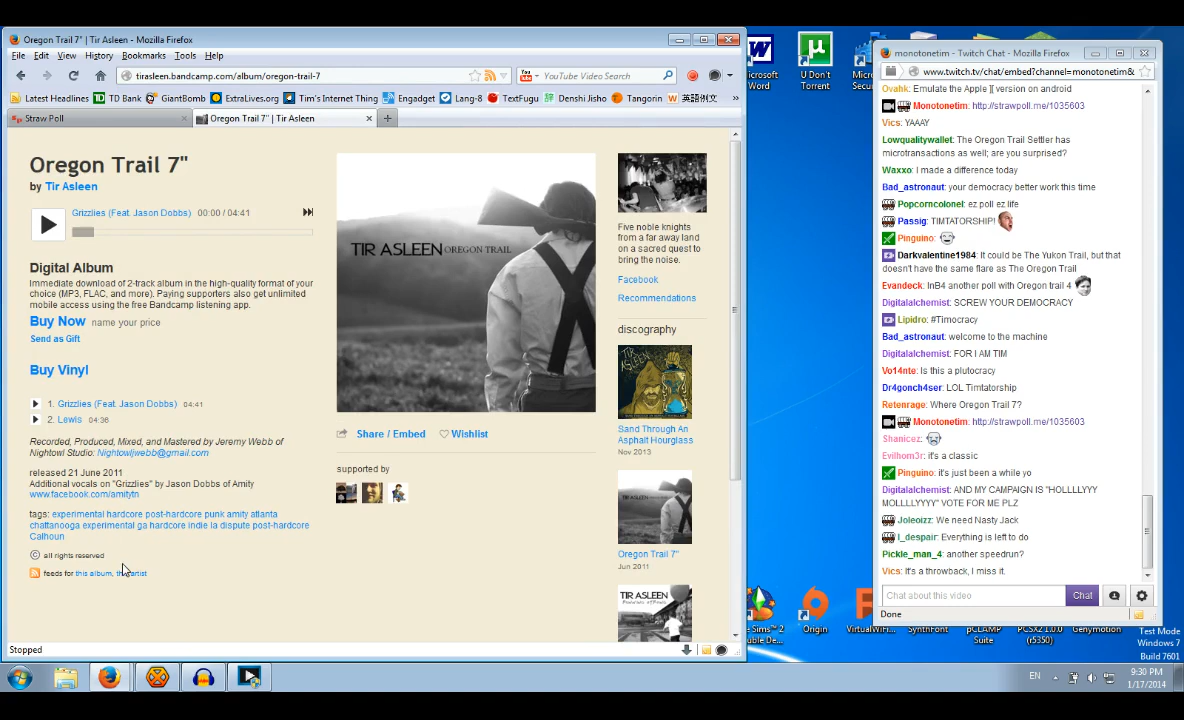 Oregon Trail 7" | Tir Asleen - Mozilla Firefox
File Edit View History Bookmarks Tools Help
tirasleen.bandcamp.com/album/oregon-trail-7
YouTube Video Search
Latest Headlines TD Bank GiantBomb ExtraLives.org Tim's Internet Thing Engadget Lang-8 TextFugu Denshi Jisho Tangorin 英語例文 »
Straw Poll
Oregon Trail 7" | Tir Asleen
Oregon Trail 7"
by Tir Asleen
Grizzlies (Feat. Jason Dobbs) 00:00 / 04:41
Digital Album
Immediate download of 2-track album in the high-quality format of your
choice (MP3, FLAC, and more). Paying supporters also get unlimited
mobile access using the free Bandcamp listening app.
Buy Now name your price
Send as Gift
Buy Vinyl
1. Grizzlies (Feat. Jason Dobbs) 04:41
2. Lewis 04:36
Recorded, Produced, Mixed, and Mastered by Jeremy Webb of
Nightowl Studio: Nightowljwebb@gmail.com
released 21 June 2011
Additional vocals on "Grizzlies" by Jason Dobbs of Amity
www.facebook.com/amitytn
tags: experimental hardcore post-hardcore punk amity atlanta
chattanooga experimental ga hardcore indie la dispute post-hardcore
Calhoun
© all rights reserved
feeds for this album, this artist
TIR ASLEEN OREGON TRAIL
Share / Embed Wishlist
supported by
Five noble knights
from a far away land
on a sacred quest to
bring the noise.
Facebook
Recommendations
discography
TIR ASLEEN
Sand Through An
Asphalt Hourglass
Nov 2013
TIR ASLEEN OREGON TRAIL
Oregon Trail 7"
Jun 2011
TIR ASLEEN
Stopped
Microsoft
Word
U Don't
Torrent
monotonetim - Twitch Chat - Mozilla Firefox
www.twitch.tv/chat/embed?channel=monotonetim&
Ovahk: Emulate the Apple ][ version on android
Monotonetim: http://strawpoll.me/1035603
Vics: YAAAY
Lowqualitywallet: The Oregon Trail Settler has
microtransactions as well; are you surprised?
Waxxo: I made a difference today
Bad_astronaut: your democracy better work this time
Popcorncolonel: ez poll ez life
Passig: TIMTATORSHIP!
Pinguino:
Darkvalentine1984: It could be The Yukon Trail, but that
doesn't have the same flare as The Oregon Trail
Evandeck: InB4 another poll with Oregon trail 4
Digitalalchemist: SCREW YOUR DEMOCRACY
Lipidro: #Timocracy
Bad_astronaut: welcome to the machine
Digitalalchemist: FOR I AM TIM
Vo14nte: Is this a plutocracy
Dr4gonch4ser: LOL Timtatorship
Retenrage: Where Oregon Trail 7?
Monotonetim: http://strawpoll.me/1035603
Shanicez:
Evilhom3r: it's a classic
Pinguino: it's just been a while yo
Digitalalchemist: AND MY CAMPAIGN IS "HOLLLLYYY
MOLLLLYYYY" VOTE FOR ME PLZ
Joleoizz: We need Nasty Jack
I_despair: Everything is left to do
Pickle_man_4: another speedrun?
Vics: It's a throwback, I miss it.
Chat about this video Chat
Done
Origin VirtualWiFi... SynthFont pCLAMP
Suite PCSX2 1.0.0
(r5350) Genymotion
Test Mode
Windows 7
Build 7601
EN
9:30 PM
1/17/2014